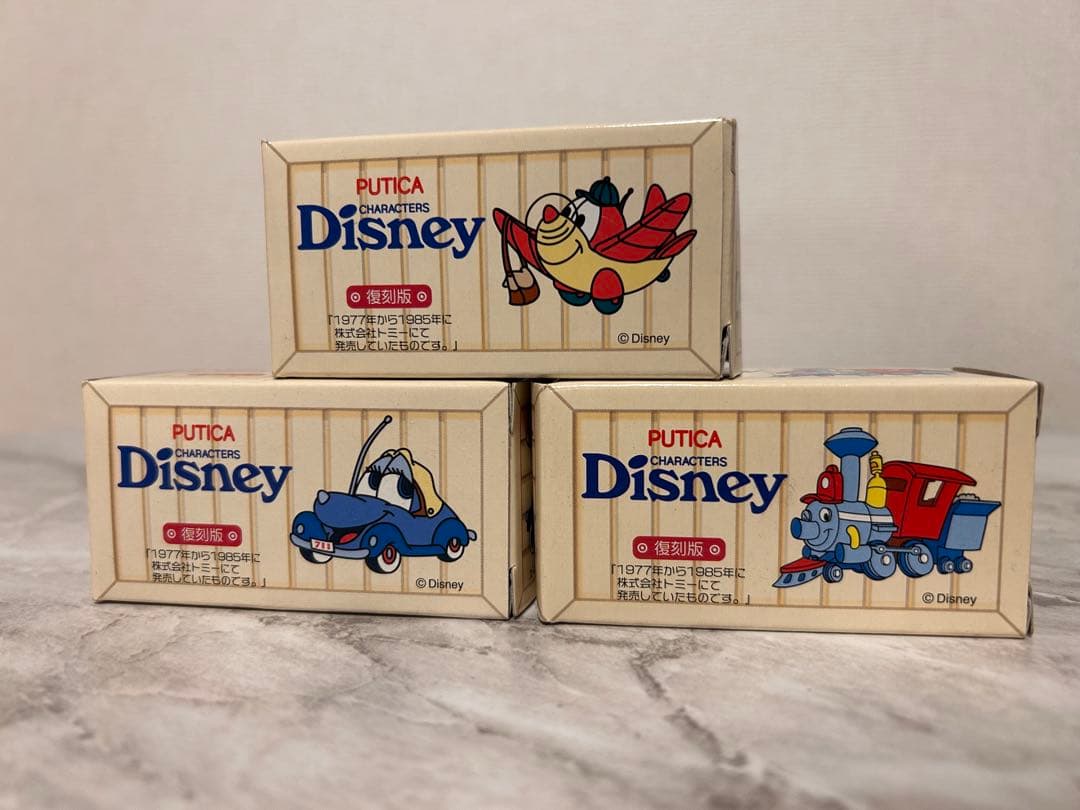 PUTICA
CHARACTERS
Disney
復刻版
「1977年から1985年に
株式会社トミーにて
発売していたものです。」
© Disney
PUTICA
CHARACTERS
Disney
復刻版
「1977年から1985年に
株式会社トミーにて
発売していたものです。」
711
© Disney
PUTICA
CHARACTERS
Disney
復刻版
「1977年から1985年に
株式会社トミーにて
発売していたものです。」
© Disney